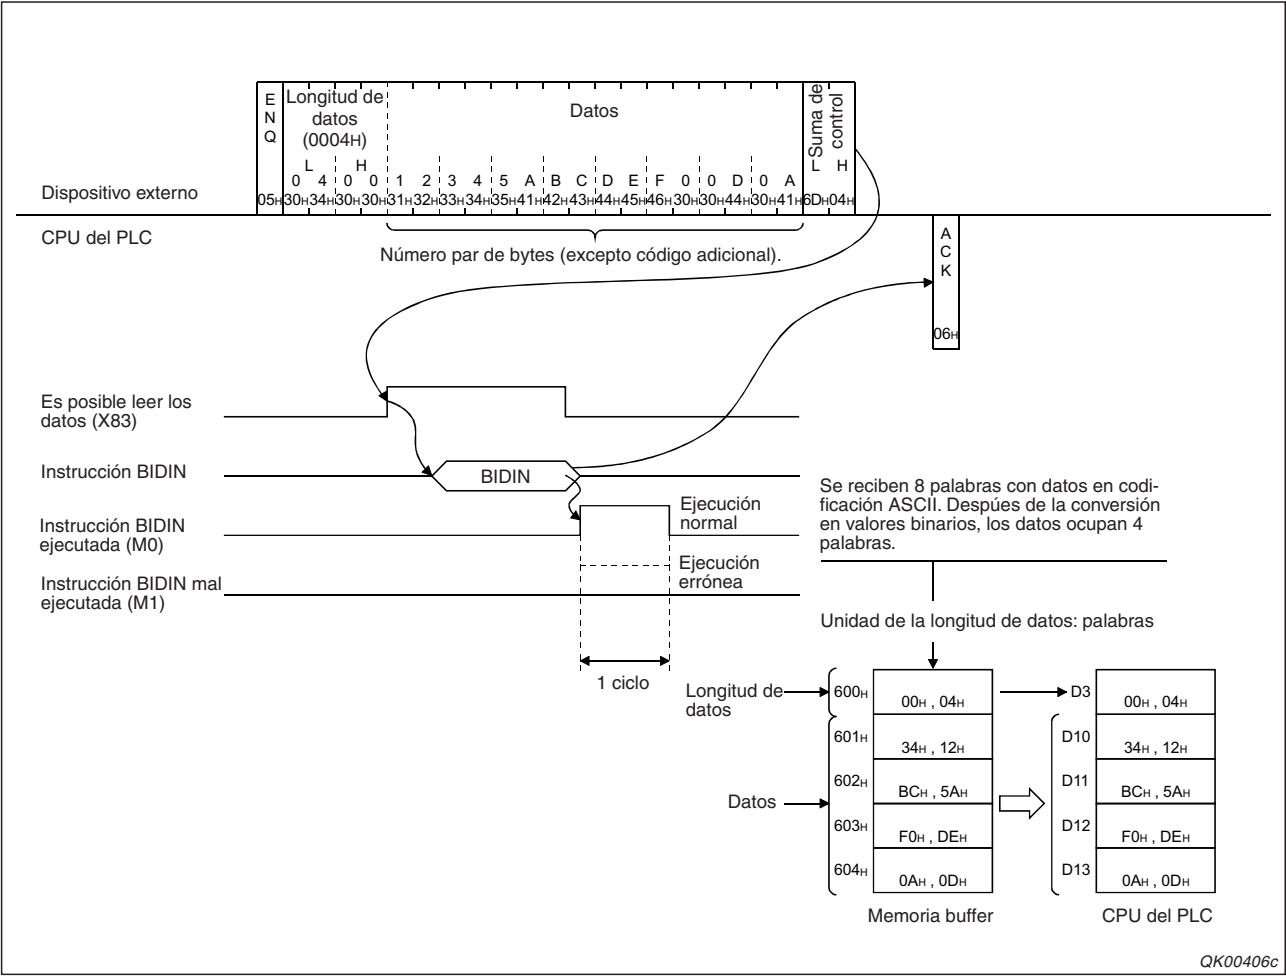 E
N
Q
Longitud de
datos
(0004H)
Datos
Suma de
control
L H L H
0 4 0 0 1 2 3 4 5 A B C D E F 0 0 D 0 A
Dispositivo externo
05H 30H 34H 30H 30H 31H 32H 33H 34H 35H 41H 42H 43H 44H 45H 46H 30H 30H 44H 30H 41H 6DH 04H
CPU del PLC
Número par de bytes (excepto código adicional).
A
C
K
06H
Es posible leer los
datos (X83)
Instrucción BIDIN
BIDIN
Instrucción BIDIN
ejecutada (M0)
Ejecución
normal
Instrucción BIDIN mal
ejecutada (M1)
Ejecución
errónea
1 ciclo
Se reciben 8 palabras con datos en codi-
ficación ASCII. Despúes de la conversión
en valores binarios, los datos ocupan 4
palabras.
Unidad de la longitud de datos: palabras
Longitud de
datos
600H 00H , 04H D3 00H , 04H
601H 34H , 12H D10 34H , 12H
602H BCH , 5AH D11 BCH , 5AH
Datos
603H F0H , DEH D12 F0H , DEH
604H 0AH , 0DH D13 0AH , 0DH
Memoria buffer CPU del PLC
QK00406c